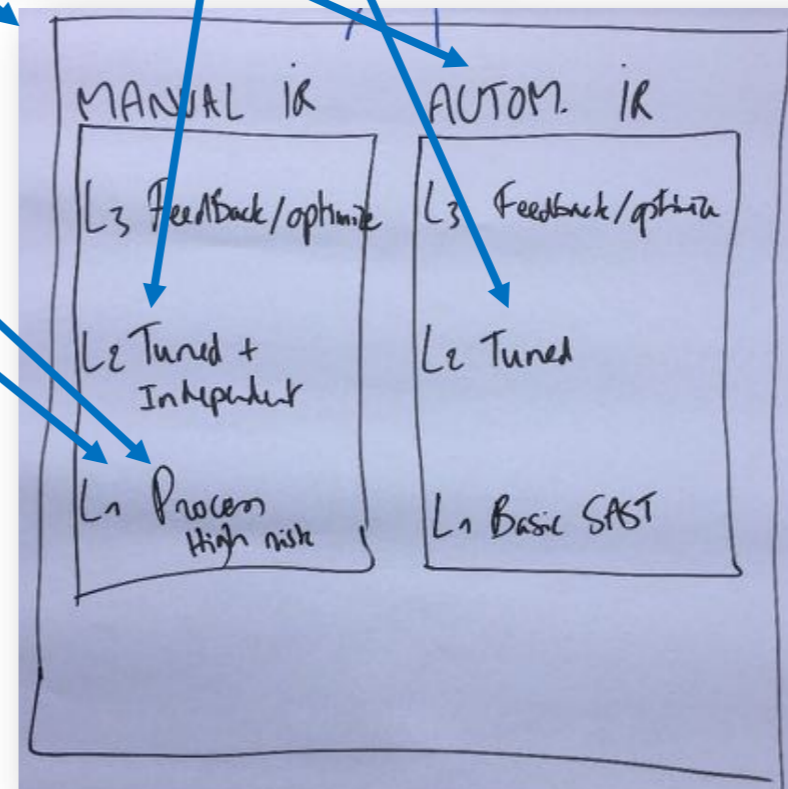 MANUAL IR
L3 Feedback/optimize
L2 Tuned +
Independent
L1 Process
High risk
AUTOM. IR
L3 Feedback/optimize
L2 Tuned
L1 Basic SAST